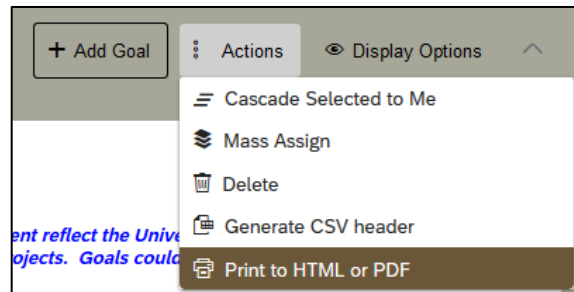 + Add Goal Actions Display Options
Cascade Selected to Me
Mass Assign
Delete
Generate CSV header
ent reflect the Unive
ojects. Goals could
Print to HTML or PDF